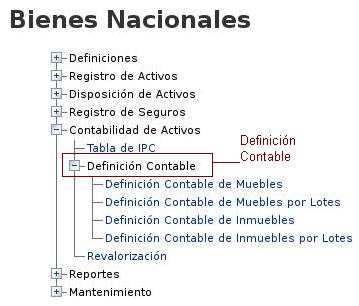 Bienes Nacionales
Definiciones
Registro de Activos
Disposición de Activos
Registro de Seguros
Contabilidad de Activos
Tabla de IPC
Definición Contable
Definición
Contable
Definición Contable de Muebles
Definición Contable de Muebles por Lotes
Definición Contable de Inmuebles
Definición Contable de Inmuebles por Lotes
Revalorización
Reportes
Mantenimiento